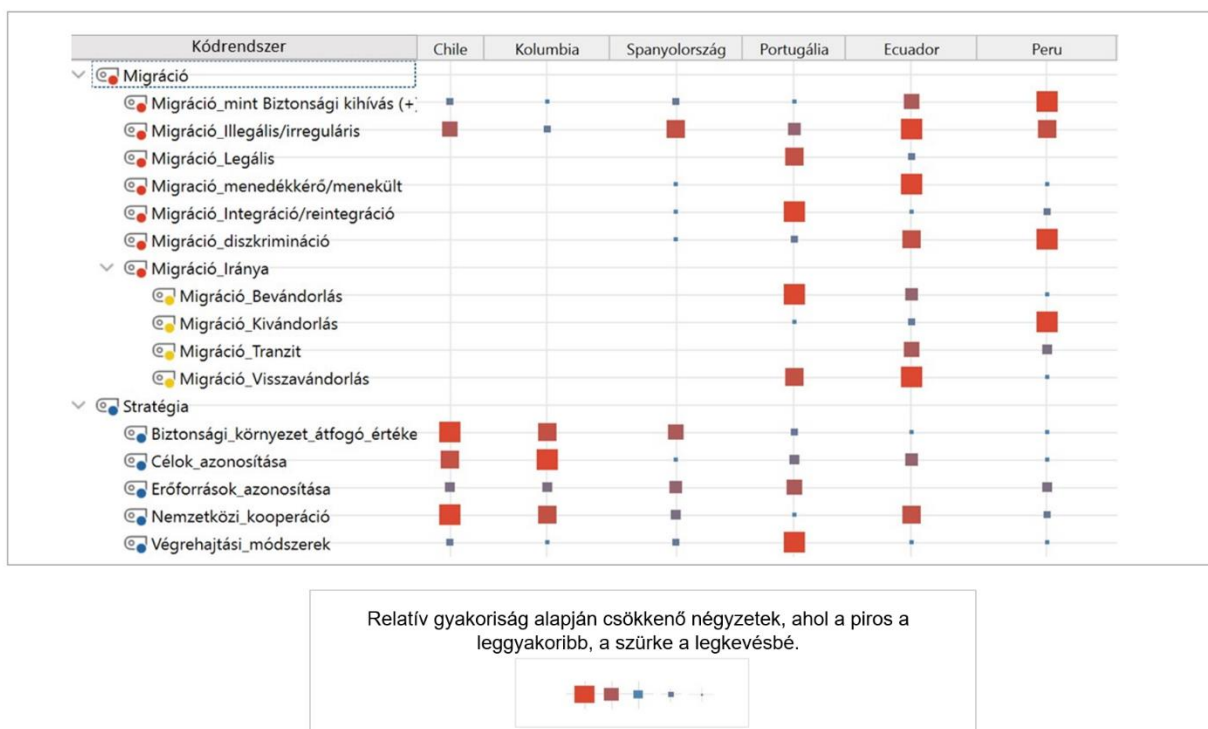 Kódrendszer Chile Kolumbia Spanyolország Portugália Ecuador Peru
Migráció
Migráció_mint Biztonsági kihívás (+)
Migráció_Illegális/irreguláris
Migráció_Legális
Migració_menedékkérő/menekült
Migráció_Integráció/reintegráció
Migráció_diszkrimináció
Migráció_Iránya
Migráció_Bevándorlás
Migráció_Kivándorlás
Migráció_Tranzit
Migráció_Visszavándorlás
Stratégia
Biztonsági_környezet_átfogó_értéke
Célok_azonosítása
Erőforrások_azonosítása
Nemzetközi_kooperáció
Végrehajtási_módszerek
Relatív gyakoriság alapján csökkenő négyzetek, ahol a piros a
leggyakoribb, a szürke a legkevésbé.